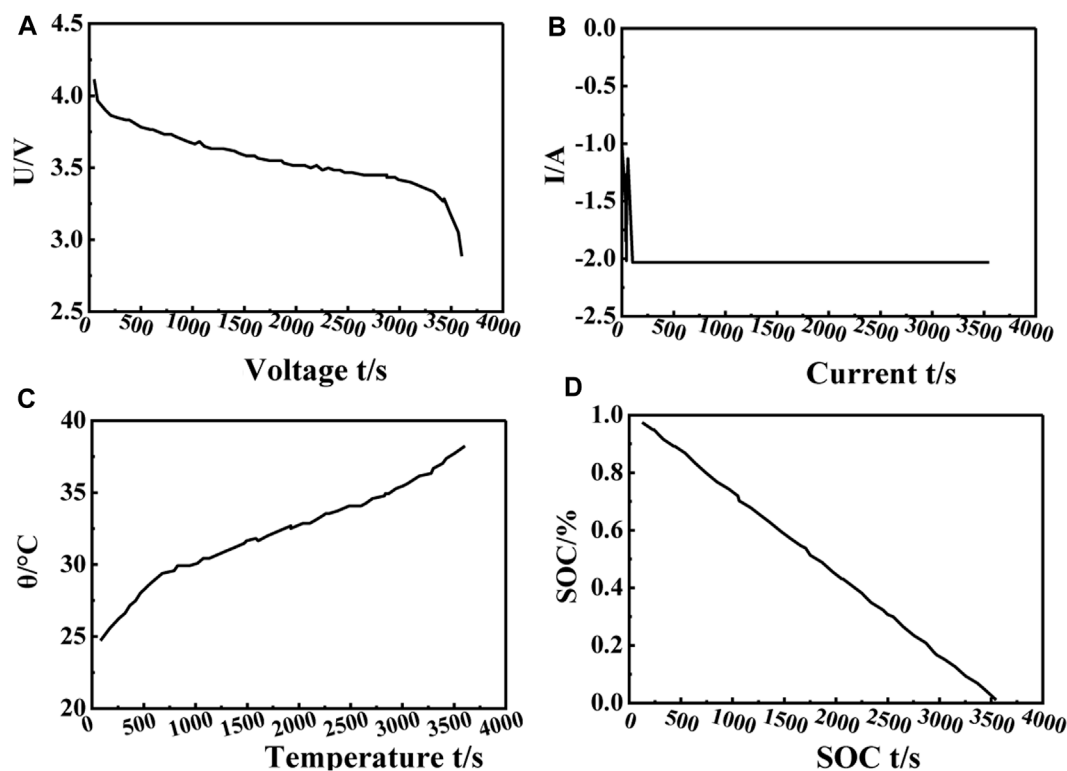 A
4.5
4.0
3.5
3.0
2.5
U/V
0 500 1000 1500 2000 2500 3000 3500 4000
Voltage t/s
B
0.0
-0.5
-1.0
-1.5
-2.0
-2.5
I/A
0 500 1000 1500 2000 2500 3000 3500 4000
Current t/s
C
40
35
30
25
20
θ/°C
0 500 1000 1500 2000 2500 3000 3500 4000
Temperature t/s
D
1.0
0.8
0.6
0.4
0.2
0.0
SOC/%
0 500 1000 1500 2000 2500 3000 3500 4000
SOC t/s